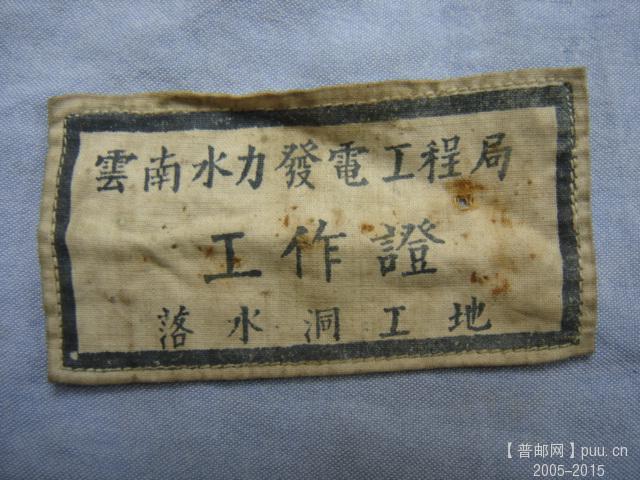 雲南水力發電工程局
工作證
落水洞工地
【普邮网】puu.cn
2005-2015